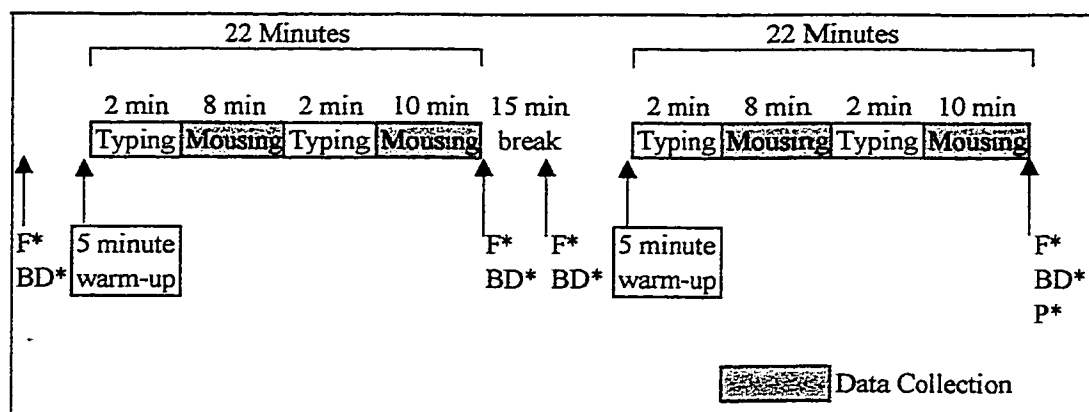 22 Minutes 22 Minutes
2 min 8 min 2 min 10 min 15 min 2 min 8 min 2 min 10 min
Typing Mousing Typing Mousing break Typing Mousing Typing Mousing
F* 5 minute F* F* 5 minute F*
BD* warm-up BD* BD* warm-up BD*
P*
Data Collection